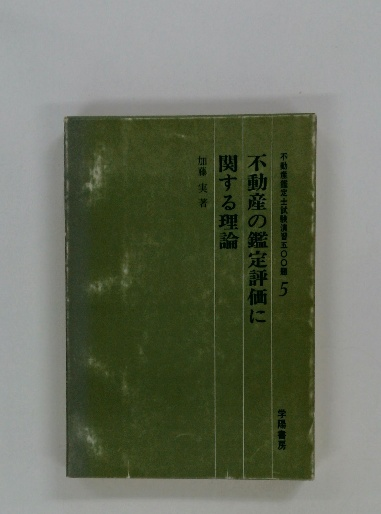 不動産鑑定士試験演習五〇〇題 5
不動産の鑑定評価に
関する理論
加藤 実 著
学陽書房